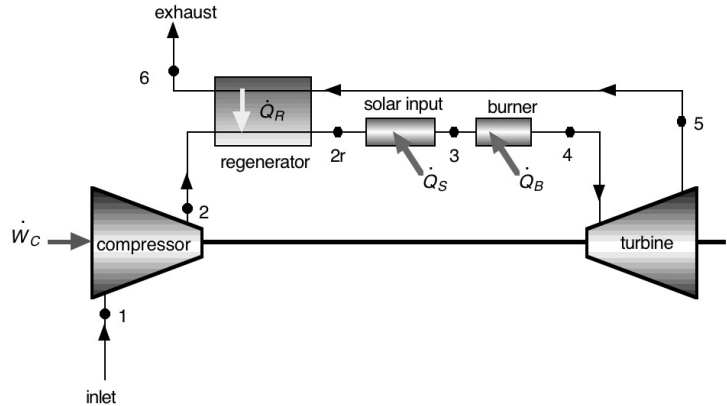 exhaust
6
Q̇R
solar input
burner
5
regenerator
2r
3
4
Q̇S
Q̇B
2
ẆC
compressor
turbine
1
inlet